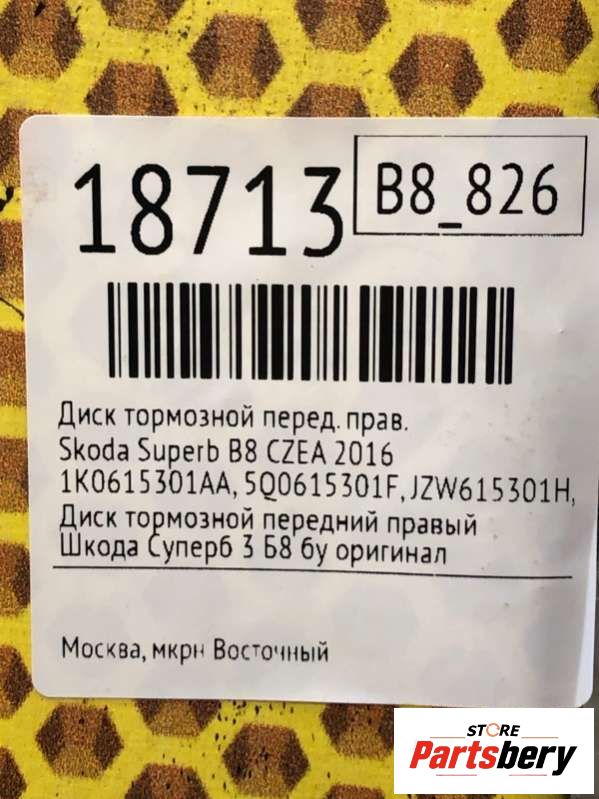 18713
B8_826
Диск тормозной перед. прав.
Skoda Superb B8 CZEA 2016
1K0615301AA, 5Q0615301F, JZW615301H,
Диск тормозной передний правый
Шкода Суперб 3 Б8 бу оригинал
Москва, мкрн Восточный
STORE
Partsbery